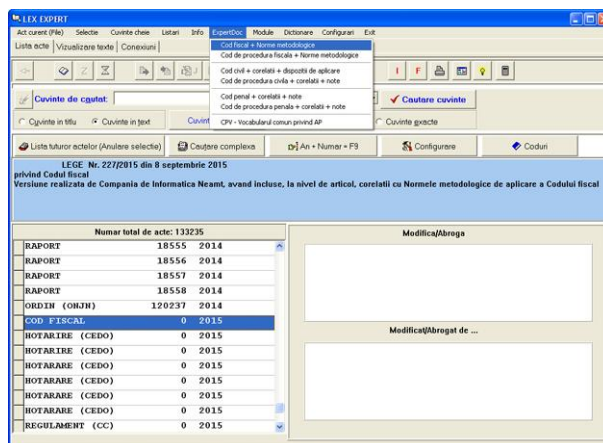 LEX EXPERT
Act curent (File) Selectie Cuvinte cheie Listari Info ExpertDoc Module Dictionare Configurari Exit
Lista acte Vizualizare texte Conexiuni
Cod fiscal + Norme metodologice
Cod de procedura fiscala + Norme metodologice
Cod civil + corelatii + dispozitii de aplicare
Cod de procedura civila + corelatii + note
Cod penal + corelatii + note
Cod de procedura penala + corelatii + note
CPV - Vocabularul comun privind AP
Z Σ I F
Cuvinte de cautat: Cautare cuvinte
Cuvinte in titlu Cuvinte in text Cuvinte exacte
Lista tuturor actelor (Anulare selectie) Cautare complexa An + Numar + F9 Configurare Coduri
LEGE Nr. 227/2015 din 8 septembrie 2015
privind Codul fiscal
Versiune realizata de Compania de Informatica Neamt, avand incluse, la nivel de articol, corelatii cu Normele metodologice de aplicare a Codului fiscal
Numar total de acte: 133235
Modifica/Abroga
RAPORT 18555 2014
RAPORT 18556 2014
RAPORT 18557 2014
RAPORT 18558 2014
ORDIN (ONJN) 120237 2014
COD FISCAL 0 2015
HOTARIRE (CEDO) 0 2015
Modificat/Abrogat de ...
HOTARIRE (CEDO) 0 2015
HOTARARE (CEDO) 0 2015
HOTARARE (CEDO) 0 2015
HOTARARE (CEDO) 0 2015
HOTARARE (CEDO) 0 2015
REGULAMENT (CC) 0 2015